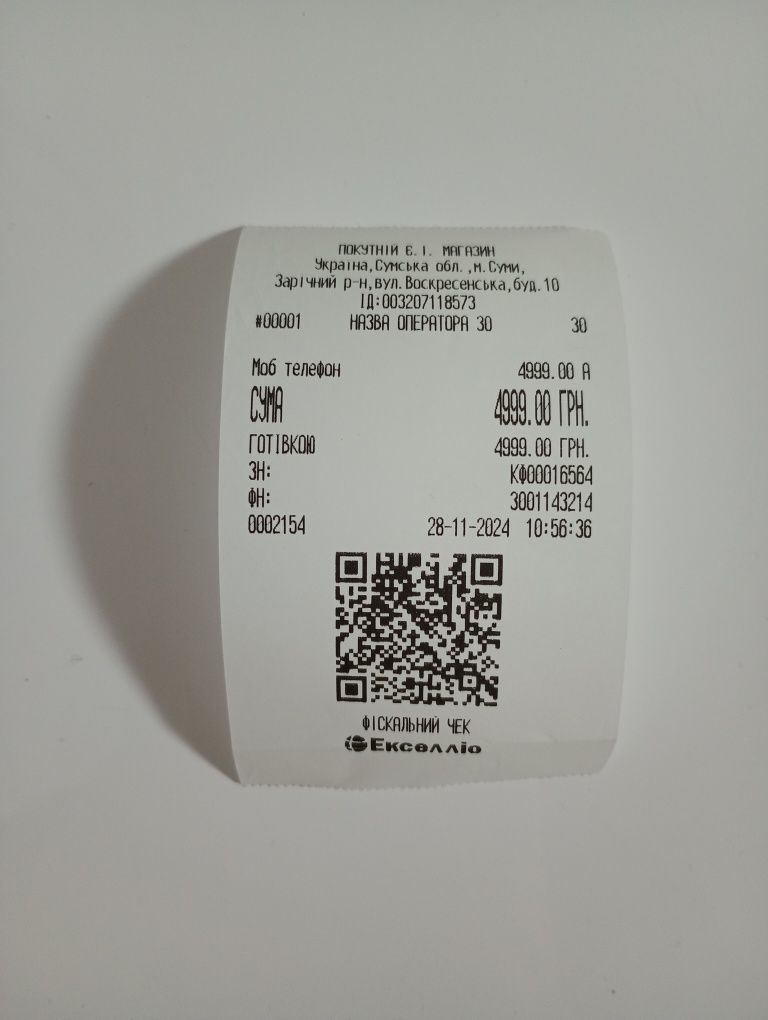 ПОКУТНІЙ Є.І. МАГАЗИН
Україна,Сумська обл.,м.Суми,
Зарічний р-н,вул.Воскресенська,буд.10
ІД:003207118573
#00001 НАЗВА ОПЕРАТОРА 30 30
Моб телефон 4999.00 А
СУМА 4999.00 ГРН.
ГОТІВКОЮ 4999.00 ГРН.
ЗН: КФ00016564
ФН: 3001143214
0002154 28-11-2024 10:56:36
ФІСКАЛЬНИЙ ЧЕК
Екселліо